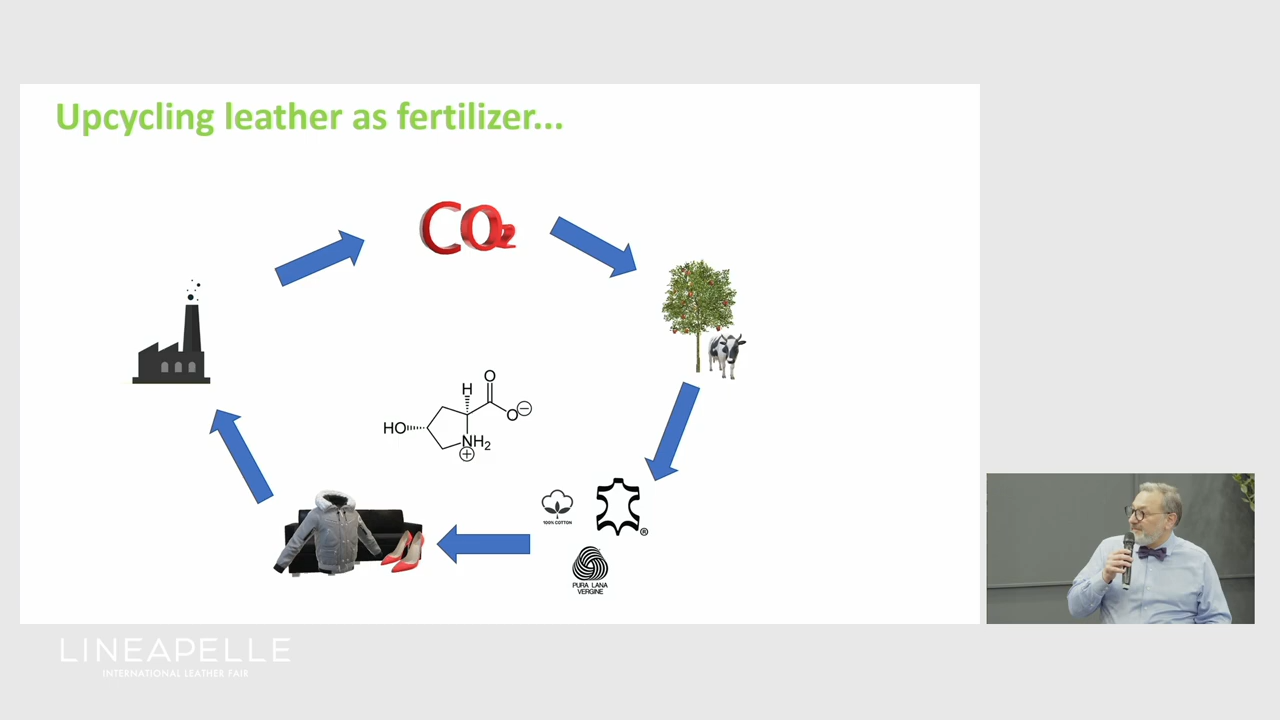 Upcycling leather as fertilizer...
CO2
H
O
O
HO
NH2
100% COTTON
®
PURA LANA
VERGINE
LINEAPELLE
INTERNATIONAL LEATHER FAIR